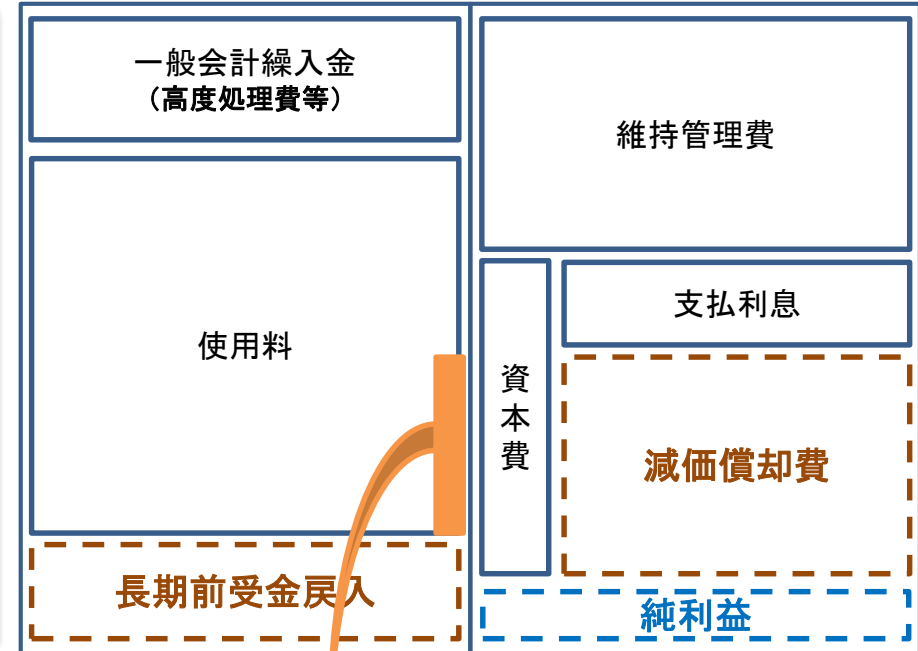 一般会計繰入金
（高度処理費等）
使用料
長期前受金戻入
維持管理費
資本費
支払利息
減価償却費
純利益